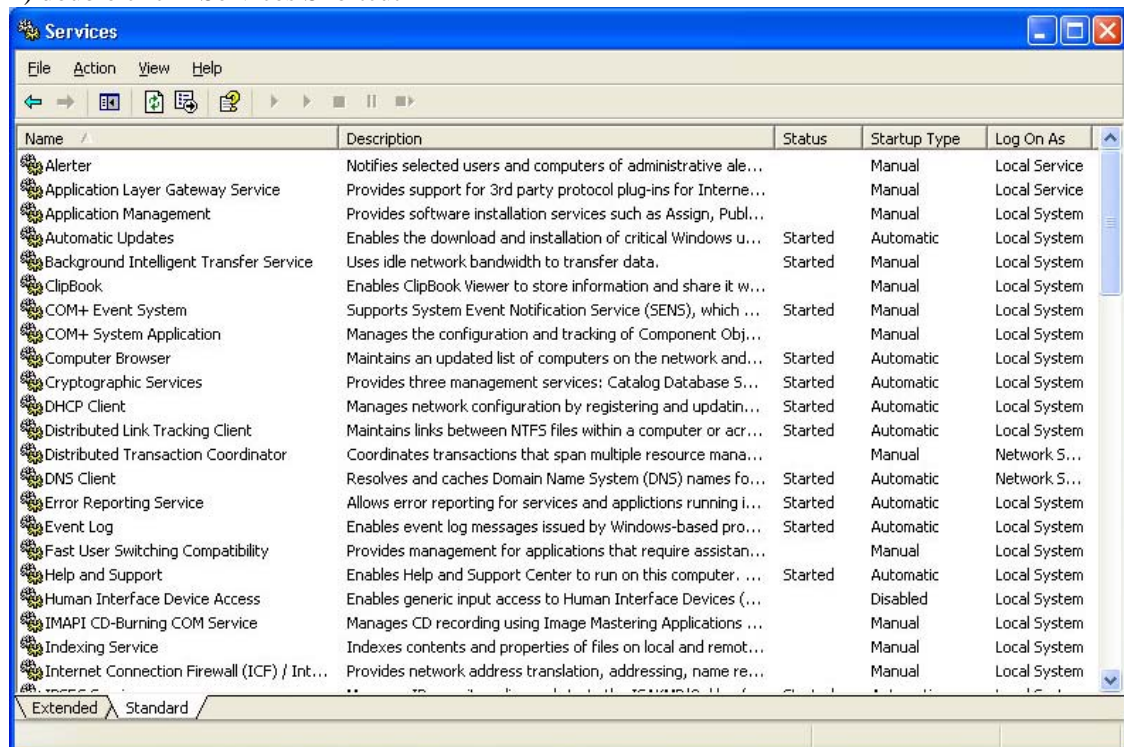 Services
File Action View Help
Name Description Status Startup Type Log On As
Alerter Notifies selected users and computers of administrative ale... Manual Local Service
Application Layer Gateway Service Provides support for 3rd party protocol plug-ins for Interne... Manual Local Service
Application Management Provides software installation services such as Assign, Publ... Manual Local System
Automatic Updates Enables the download and installation of critical Windows u... Started Automatic Local System
Background Intelligent Transfer Service Uses idle network bandwidth to transfer data. Started Manual Local System
ClipBook Enables ClipBook Viewer to store information and share it w... Manual Local System
COM+ Event System Supports System Event Notification Service (SENS), which ... Started Manual Local System
COM+ System Application Manages the configuration and tracking of Component Obj... Manual Local System
Computer Browser Maintains an updated list of computers on the network and... Started Automatic Local System
Cryptographic Services Provides three management services: Catalog Database S... Started Automatic Local System
DHCP Client Manages network configuration by registering and updatin... Started Automatic Local System
Distributed Link Tracking Client Maintains links between NTFS files within a computer or acr... Started Automatic Local System
Distributed Transaction Coordinator Coordinates transactions that span multiple resource mana... Manual Network S...
DNS Client Resolves and caches Domain Name System (DNS) names fo... Started Automatic Network S...
Error Reporting Service Allows error reporting for services and applictions running i... Started Automatic Local System
Event Log Enables event log messages issued by Windows-based pro... Started Automatic Local System
Fast User Switching Compatibility Provides management for applications that require assistan... Manual Local System
Help and Support Enables Help and Support Center to run on this computer. ... Started Automatic Local System
Human Interface Device Access Enables generic input access to Human Interface Devices (... Disabled Local System
IMAPI CD-Burning COM Service Manages CD recording using Image Mastering Applications ... Manual Local System
Indexing Service Indexes contents and properties of files on local and remot... Manual Local System
Internet Connection Firewall (ICF) / Int... Provides network address translation, addressing, name re... Manual Local System
Extended Standard